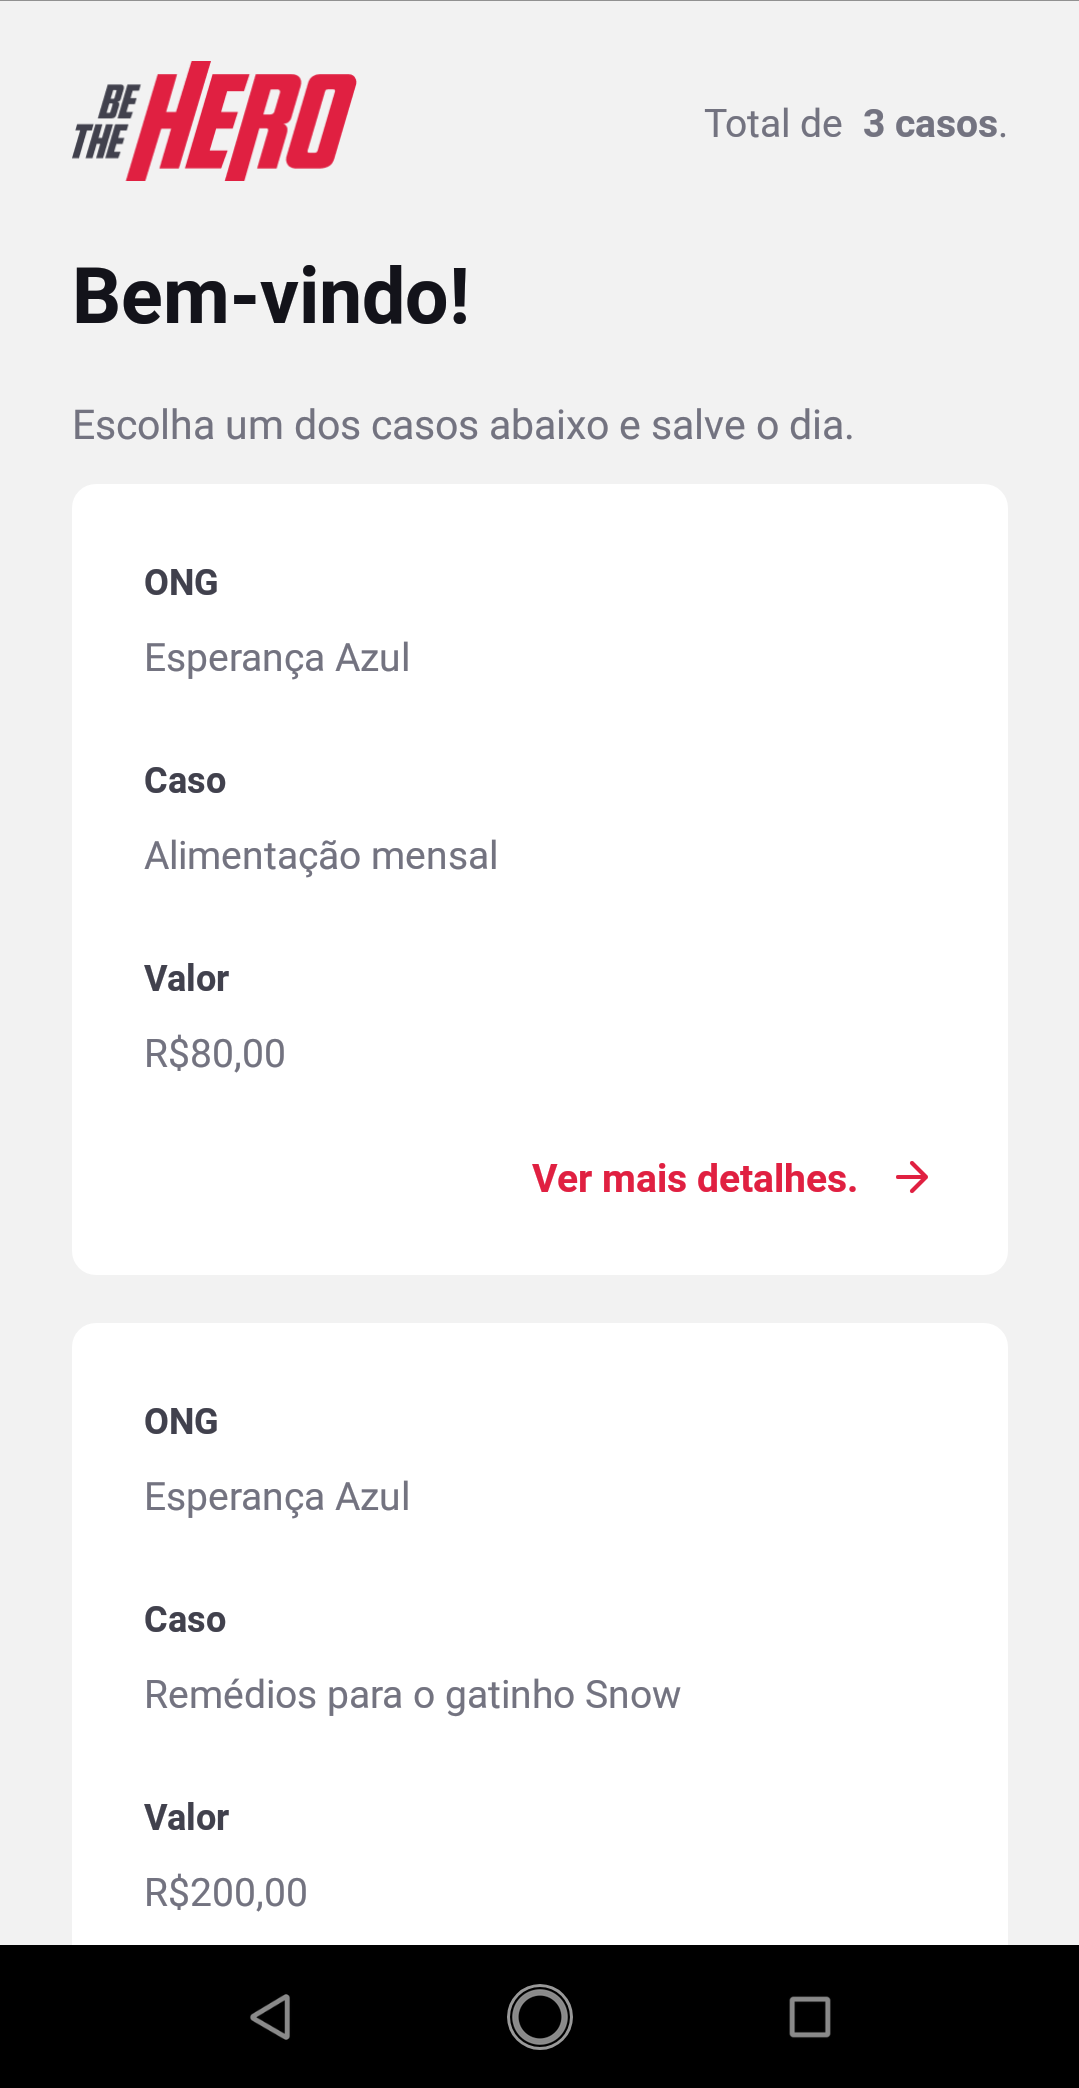 BE
THE HERO
Total de 3 casos.
Bem-vindo!
Escolha um dos casos abaixo e salve o dia.
ONG
Esperança Azul
Caso
Alimentação mensal
Valor
R$80,00
Ver mais detalhes.
ONG
Esperança Azul
Caso
Remédios para o gatinho Snow
Valor
R$200,00